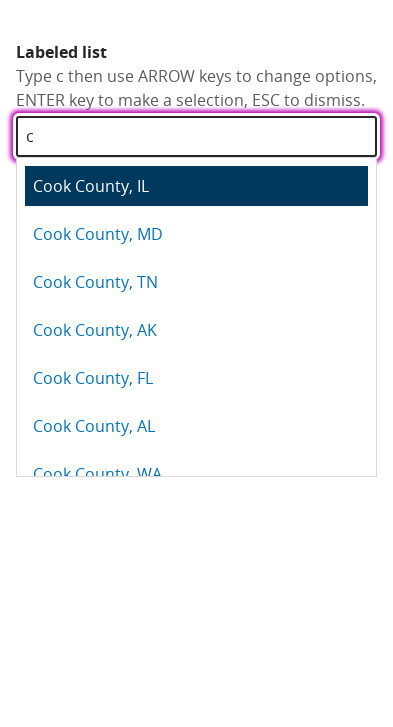 Labeled list
Type c then use ARROW keys to change options,
ENTER key to make a selection, ESC to dismiss.
c
Cook County, IL
Cook County, MD
Cook County, TN
Cook County, AK
Cook County, FL
Cook County, AL
Cook County, WA